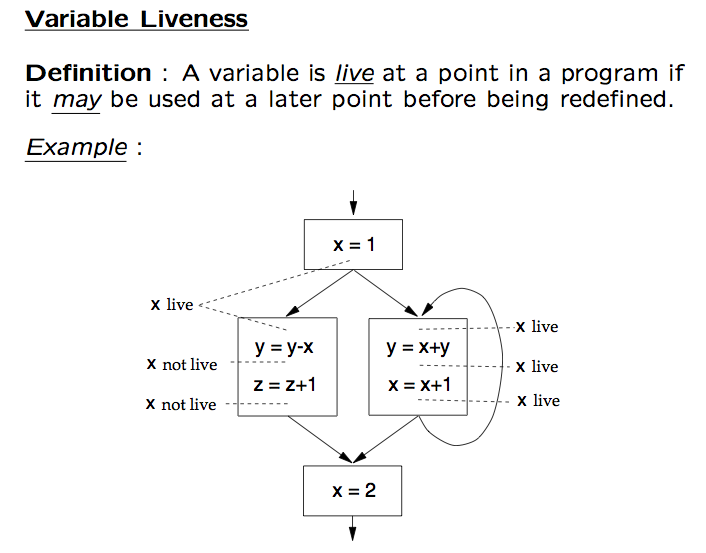 Variable Liveness
Definition : A variable is live at a point in a program if
it may be used at a later point before being redefined.
Example :
x = 1
x live
x live
y = y-x
y = x+y
x not live
x live
z = z+1
x = x+1
x not live
x live
x = 2